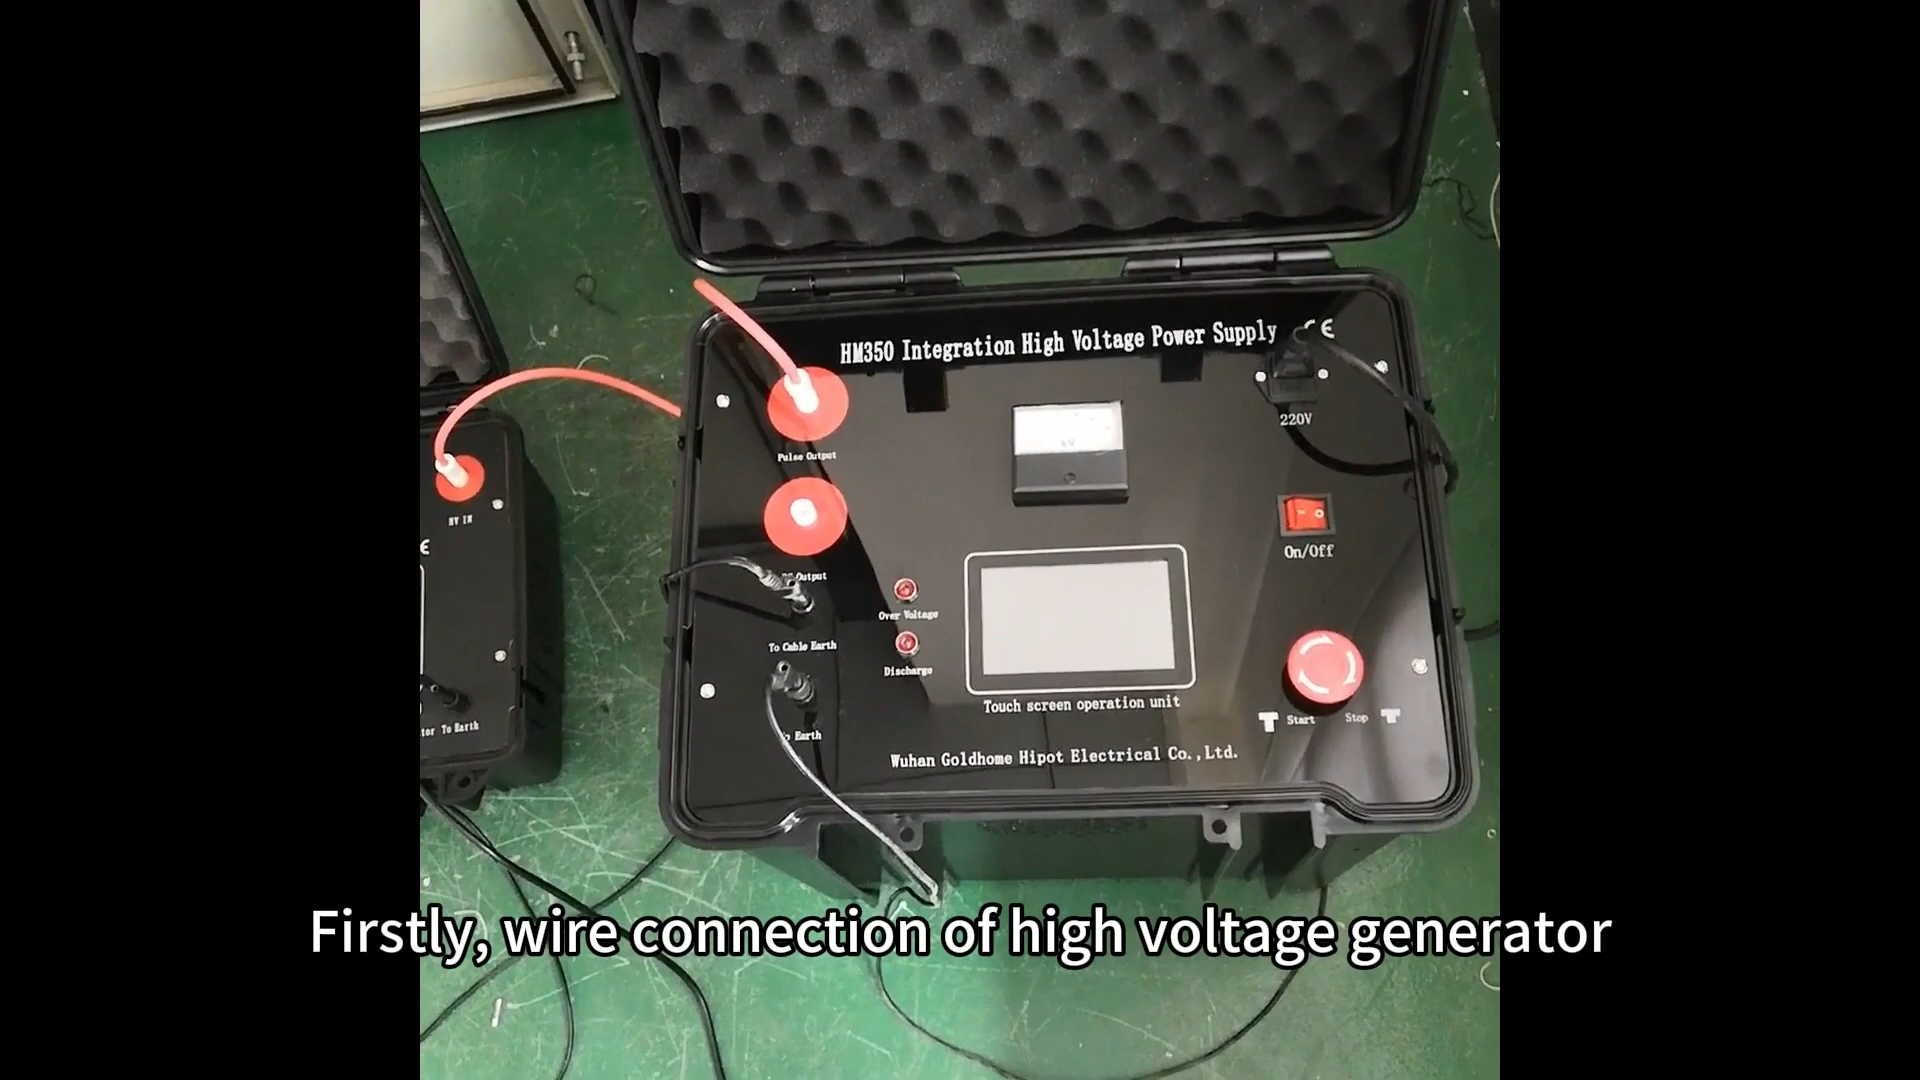 HM350 Integration High Voltage Power Supply CE
Pulse Output
kV
220V
HV IN
On/Off
Output
Over Voltage
To Cable Earth
Discharge
Touch screen operation unit
Start Stop
To Earth
Earth
Wuhan Goldhome Hipot Electrical Co.,Ltd.
Firstly, wire connection of high voltage generator